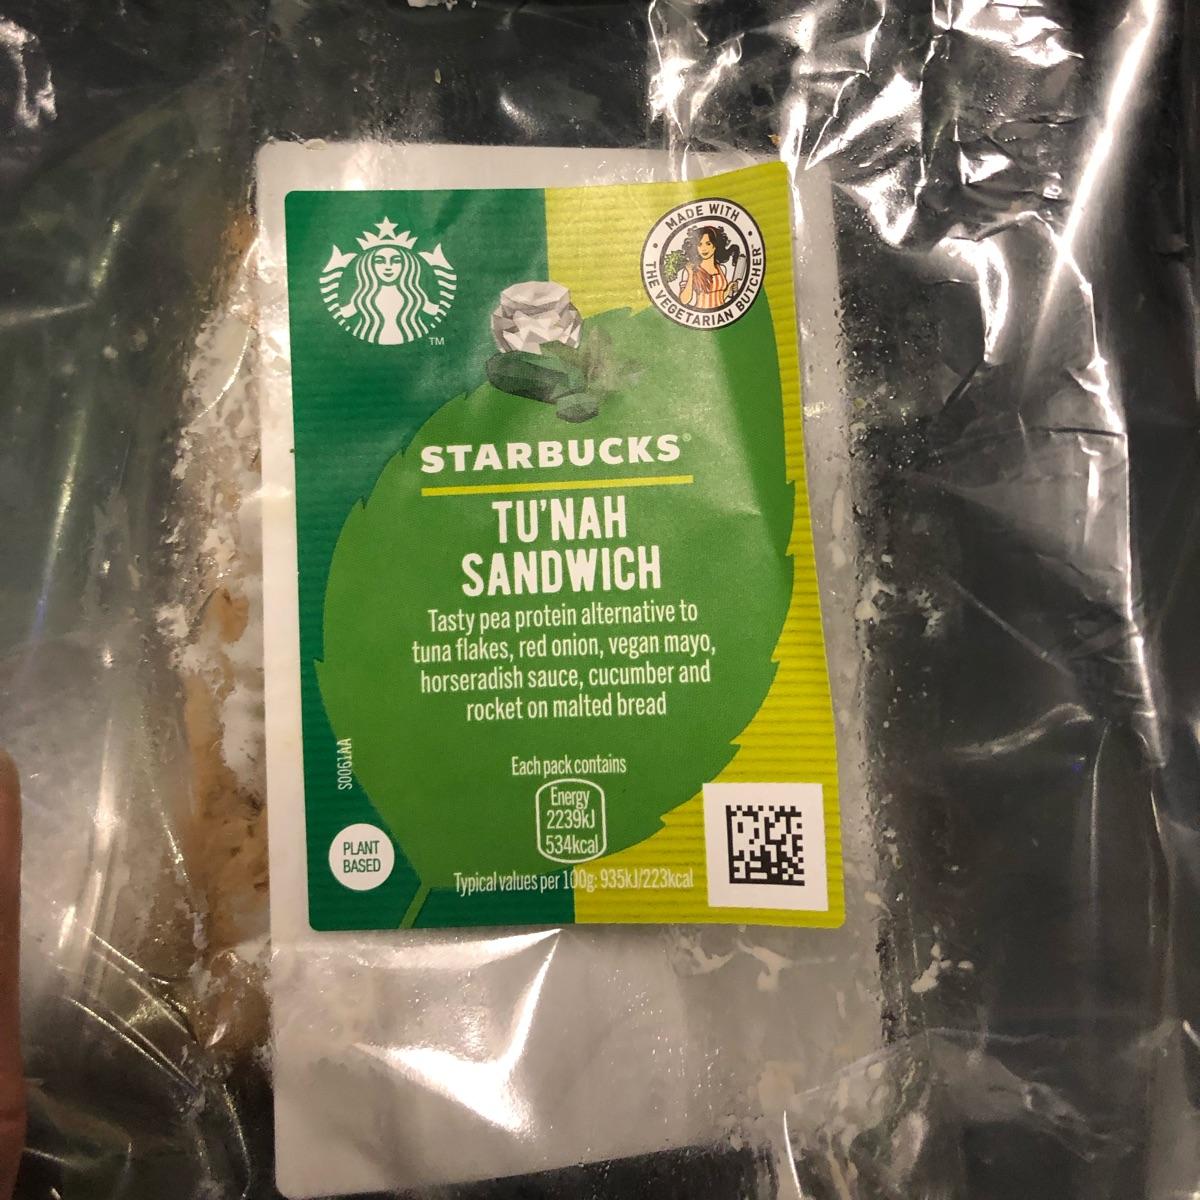 MADE WITH
THE VEGETARIAN BUTCHER
TM
STARBUCKS®
TU'NAH
SANDWICH
Tasty pea protein alternative to
tuna flakes, red onion, vegan mayo,
horseradish sauce, cucumber and
rocket on malted bread
S0061AA
Each pack contains
Energy
2239kJ
534kcal
PLANT
BASED
Typical values per 100g: 935kJ/223kcal